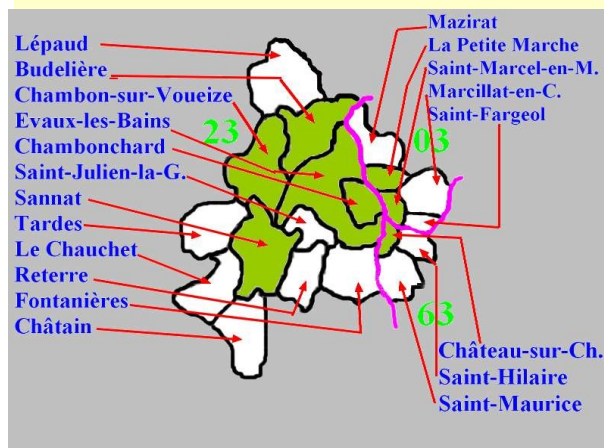 Lépaud
Budelière
Chambon-sur-Voueize
Evaux-les-Bains
Chambonchard
Saint-Julien-la-G.
Sannat
Tardes
Le Chauchet
Reterre
Fontanières
Châtain
23
Mazirat
La Petite Marche
Saint-Marcel-en-M.
Marcillat-en-C.
Saint-Fargeol
03
63
Château-sur-Ch.
Saint-Hilaire
Saint-Maurice